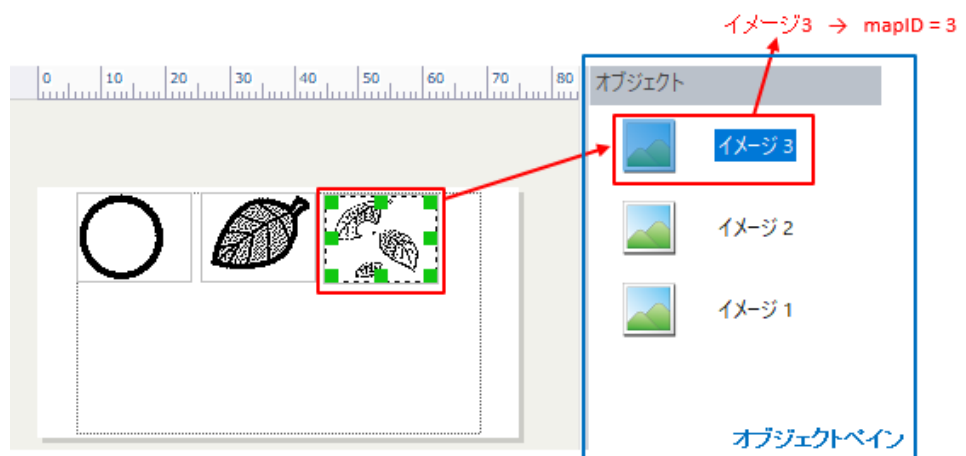 イメージ3 → mapID = 3
0 10 20 30 40 50 60 70 80
オブジェクト
イメージ 3
イメージ 2
イメージ 1
オブジェクトペイン